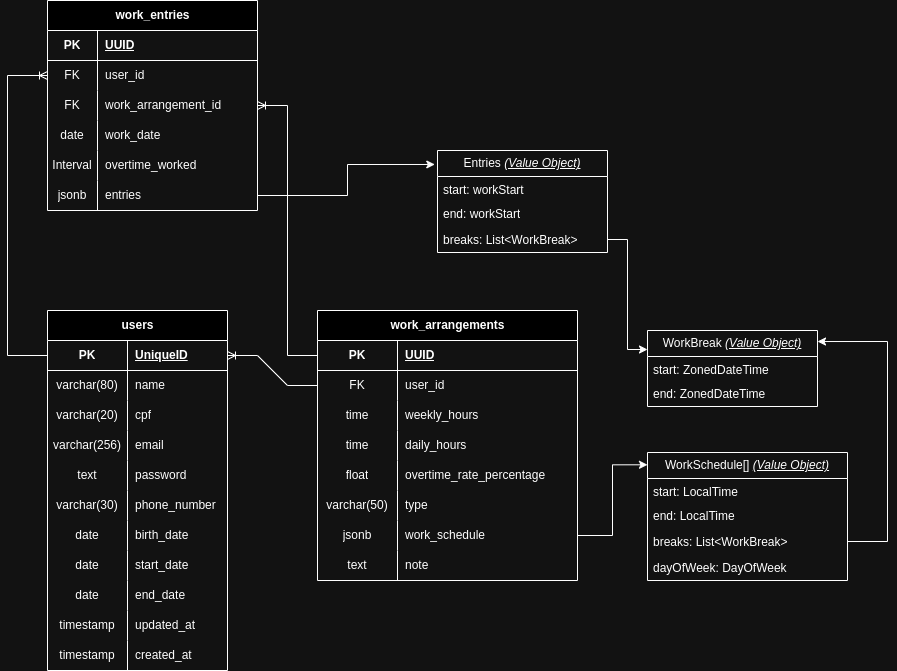 work_entries
PK UUID
FK user_id
FK work_arrangement_id
date work_date
Interval overtime_worked
jsonb entries
Entries (Value Object)
start: workStart
end: workStart
breaks: List<WorkBreak>
users
PK UniqueID
varchar(80) name
varchar(20) cpf
varchar(256) email
text password
varchar(30) phone_number
date birth_date
date start_date
date end_date
timestamp updated_at
timestamp created_at
work_arrangements
PK UUID
FK user_id
time weekly_hours
time daily_hours
float overtime_rate_percentage
varchar(50) type
jsonb work_schedule
text note
WorkBreak (Value Object)
start: ZonedDateTime
end: ZonedDateTime
WorkSchedule[] (Value Object)
start: LocalTime
end: LocalTime
breaks: List<WorkBreak>
dayOfWeek: DayOfWeek